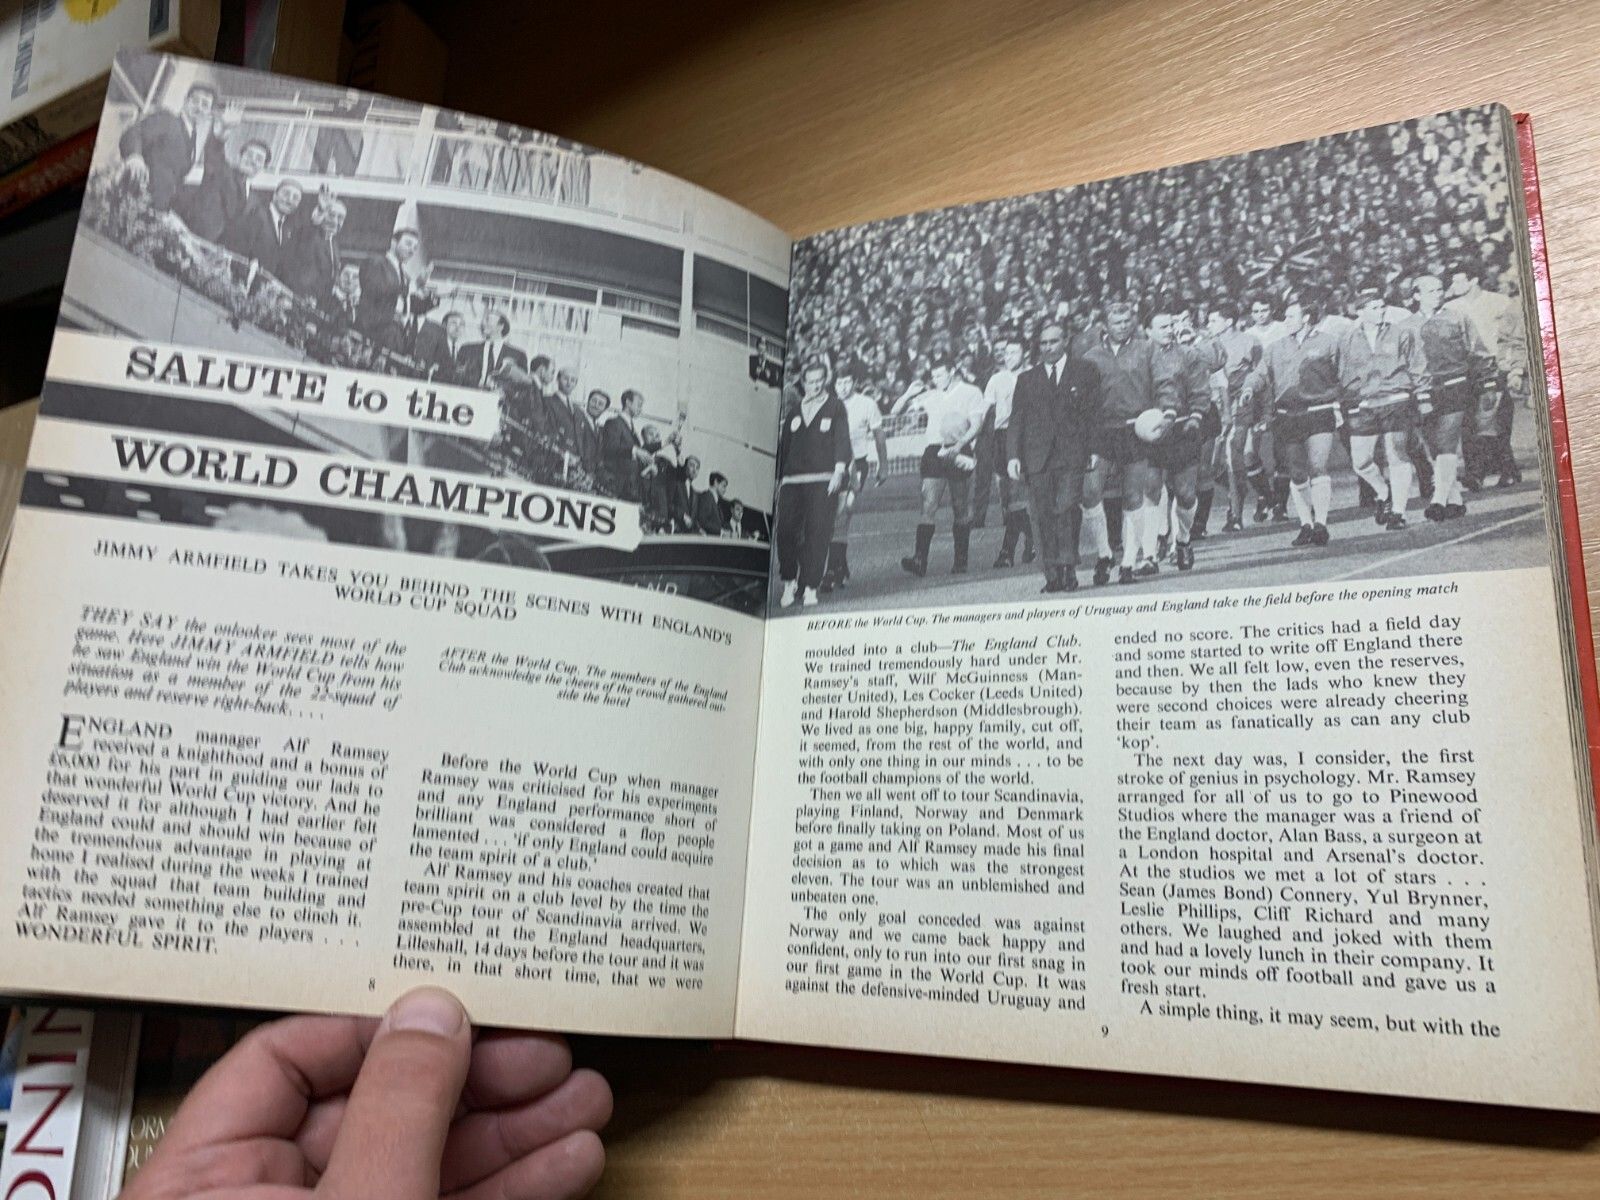 SALUTE to the
WORLD CHAMPIONS
JIMMY ARMFIELD TAKES YOU BEHIND THE SCENES WITH ENGLAND'S
WORLD CUP SQUAD
THEY SAY the onlooker sees most of the
game. Here JIMMY ARMFIELD tells how
he saw England win the World Cup from his
situation as a member of the 22-squad of
players and reserve right-back. . . .
ENGLAND manager Alf Ramsey
received a knighthood and a bonus of
£6,000 for his part in guiding our lads to
that wonderful World Cup victory. And he
deserved it for although I had earlier felt
England could and should win because of
the tremendous advantage in playing at
home I realised during the weeks I trained
with the squad that team building and
tactics needed something else to clinch it.
Alf Ramsey gave it to the players . . .
WONDERFUL SPIRIT.
AFTER the World Cup. The members of the England
Club acknowledge the cheers of the crowd gathered out-
side the hotel
Before the World Cup when manager
Ramsey was criticised for his experiments
and any England performance short of
brilliant was considered a flop people
lamented . . . 'if only England could acquire
the team spirit of a club.'
Alf Ramsey and his coaches created that
team spirit on a club level by the time the
pre-Cup tour of Scandinavia arrived. We
assembled at the England headquarters,
Lilleshall, 14 days before the tour and it was
there, in that short time, that we were
8
BEFORE the World Cup. The managers and players of Uruguay and England take the field before the opening match
moulded into a club—The England Club.
We trained tremendously hard under Mr.
Ramsey's staff, Wilf McGuinness (Man-
chester United), Les Cocker (Leeds United)
and Harold Shepherdson (Middlesbrough).
We lived as one big, happy family, cut off,
it seemed, from the rest of the world, and
with only one thing in our minds . . . to be
the football champions of the world.
Then we all went off to tour Scandinavia,
playing Finland, Norway and Denmark
before finally taking on Poland. Most of us
got a game and Alf Ramsey made his final
decision as to which was the strongest
eleven. The tour was an unblemished and
unbeaten one.
The only goal conceded was against
Norway and we came back happy and
confident, only to run into our first snag in
our first game in the World Cup. It was
against the defensive-minded Uruguay and
ended no score. The critics had a field day
and some started to write off England there
and then. We all felt low, even the reserves,
because by then the lads who knew they
were second choices were already cheering
their team as fanatically as can any club
'kop'.
The next day was, I consider, the first
stroke of genius in psychology. Mr. Ramsey
arranged for all of us to go to Pinewood
Studios where the manager was a friend of
the England doctor, Alan Bass, a surgeon at
a London hospital and Arsenal's doctor.
At the studios we met a lot of stars . . .
Sean (James Bond) Connery, Yul Brynner,
Leslie Phillips, Cliff Richard and many
others. We laughed and joked with them
and had a lovely lunch in their company. It
took our minds off football and gave us a
fresh start.
A simple thing, it may seem, but with the
9